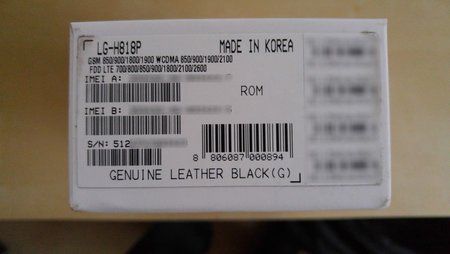 LG-H818P MADE IN KOREA
GSM 850/900/1800/1900 WCDMA 850/900/1900/2100
FDD LTE 700/800/850/900/1800/2100/2600
IMEI A:
ROM
IMEI B:
S/N: 512
8 806087 000894
GENUINE LEATHER BLACK(G)